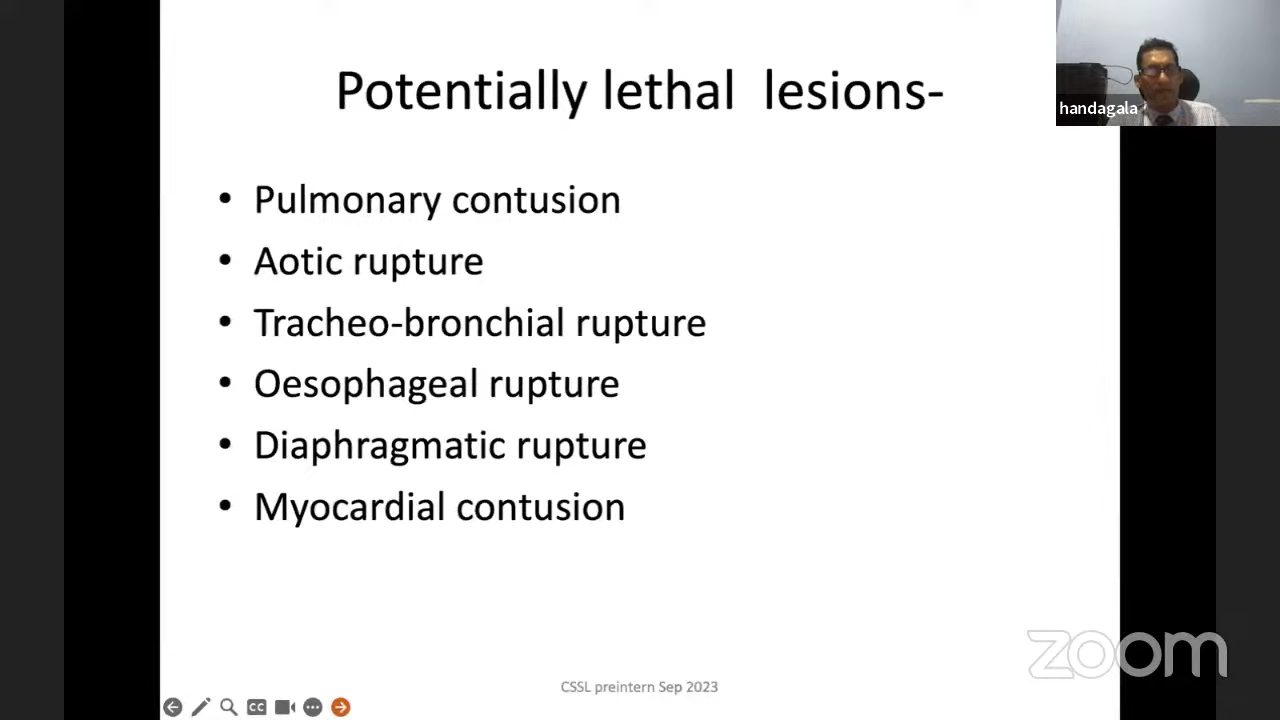 Potentially lethal lesions-
handagala
• Pulmonary contusion
• Aotic rupture
• Tracheo-bronchial rupture
• Oesophageal rupture
• Diaphragmatic rupture
• Myocardial contusion
zoom
CSSL preintern Sep 2023
CC